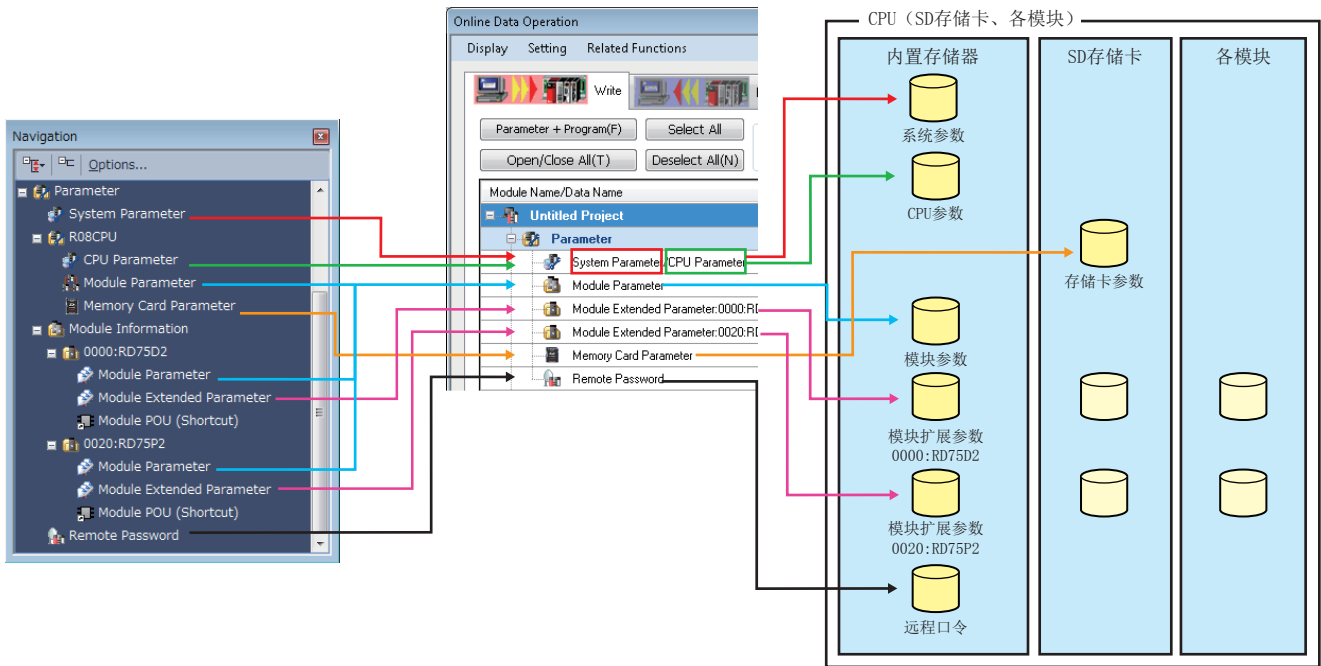 Navigation
Options...
Parameter
System Parameter
R08CPU
CPU Parameter
Module Parameter
Memory Card Parameter
Module Information
0000:RD75D2
Module Parameter
Module Extended Parameter
Module POU (Shortcut)
0020:RD75P2
Module Parameter
Module Extended Parameter
Module POU (Shortcut)
Remote Password
Online Data Operation
Display Setting Related Functions
Write
Parameter + Program(F) Select All
Open/Close All(T) Deselect All(N)
Module Name/Data Name
Untitled Project
Parameter
System Paramete/CPU Parameter
Module Parameter
Module Extended Parameter:0000:RD
Module Extended Parameter:0020:RD
Memory Card Parameter
Remote Password
CPU（SD存储卡、各模块）
内置存储器 SD存储卡 各模块
系统参数
CPU参数
存储卡参数
模块参数
模块扩展参数
0000:RD75D2
模块扩展参数
0020:RD75P2
远程口令